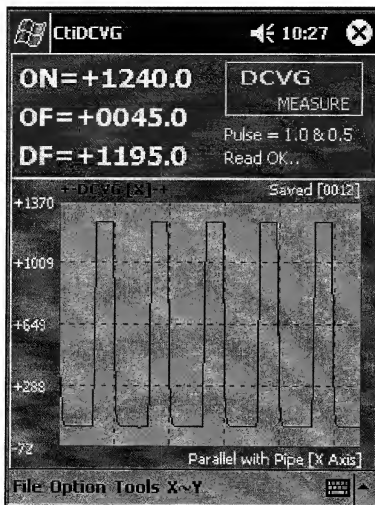 CtiDCVG 10:27
ON=+1240.0
OF=+0045.0
DF=+1195.0
DCVG
MEASURE
Pulse = 1.0 & 0.5
Read OK..
+-DCVG [X]-+ Saved [0012]
+1370
+1009
+649
+288
-72
Parallel with Pipe [X Axis]
File Option Tools X~Y